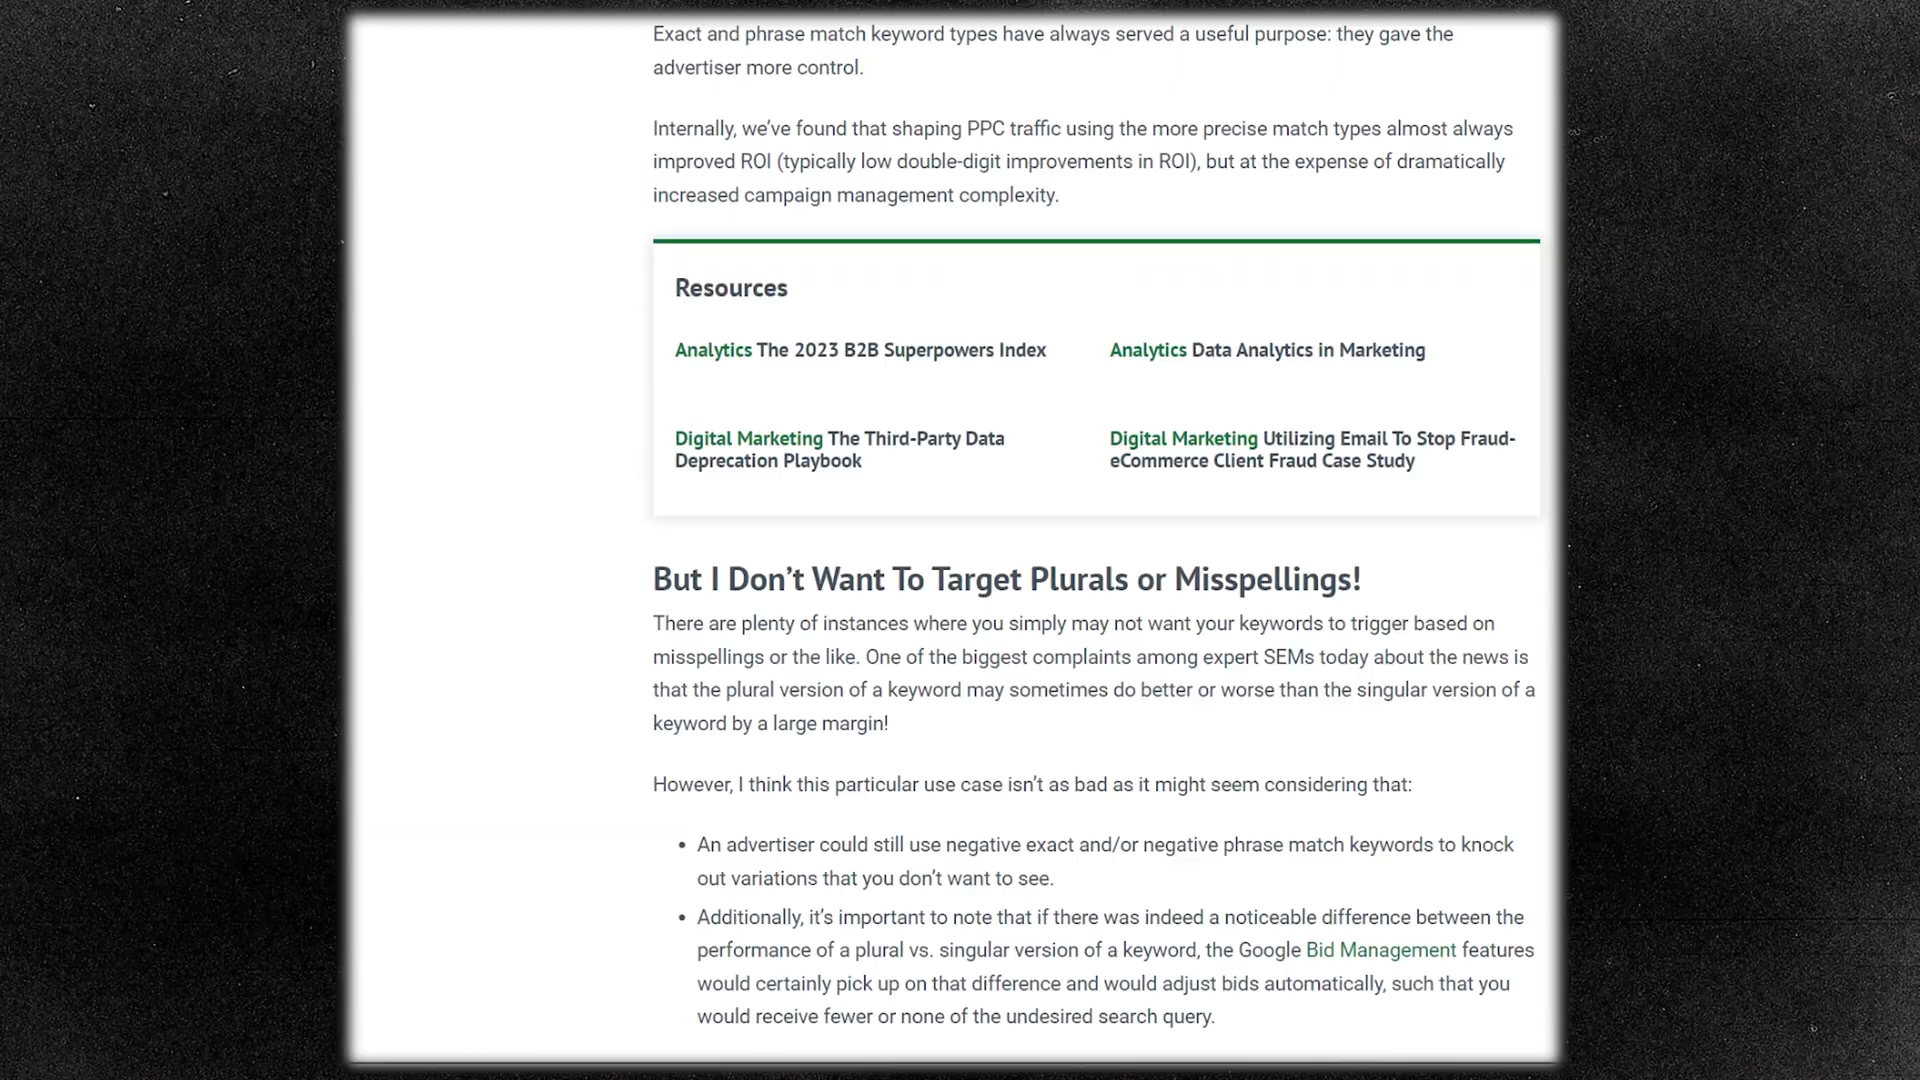 Exact and phrase match keyword types have always served a useful purpose: they gave the
advertiser more control.
Internally, we’ve found that shaping PPC traffic using the more precise match types almost always
improved ROI (typically low double-digit improvements in ROI), but at the expense of dramatically
increased campaign management complexity.
Resources
Analytics The 2023 B2B Superpowers Index
Analytics Data Analytics in Marketing
Digital Marketing The Third-Party Data
Deprecation Playbook
Digital Marketing Utilizing Email To Stop Fraud-
eCommerce Client Fraud Case Study
But I Don’t Want To Target Plurals or Misspellings!
There are plenty of instances where you simply may not want your keywords to trigger based on
misspellings or the like. One of the biggest complaints among expert SEMs today about the news is
that the plural version of a keyword may sometimes do better or worse than the singular version of a
keyword by a large margin!
However, I think this particular use case isn’t as bad as it might seem considering that:
• An advertiser could still use negative exact and/or negative phrase match keywords to knock
out variations that you don’t want to see.
• Additionally, it’s important to note that if there was indeed a noticeable difference between the
performance of a plural vs. singular version of a keyword, the Google Bid Management features
would certainly pick up on that difference and would adjust bids automatically, such that you
would receive fewer or none of the undesired search query.